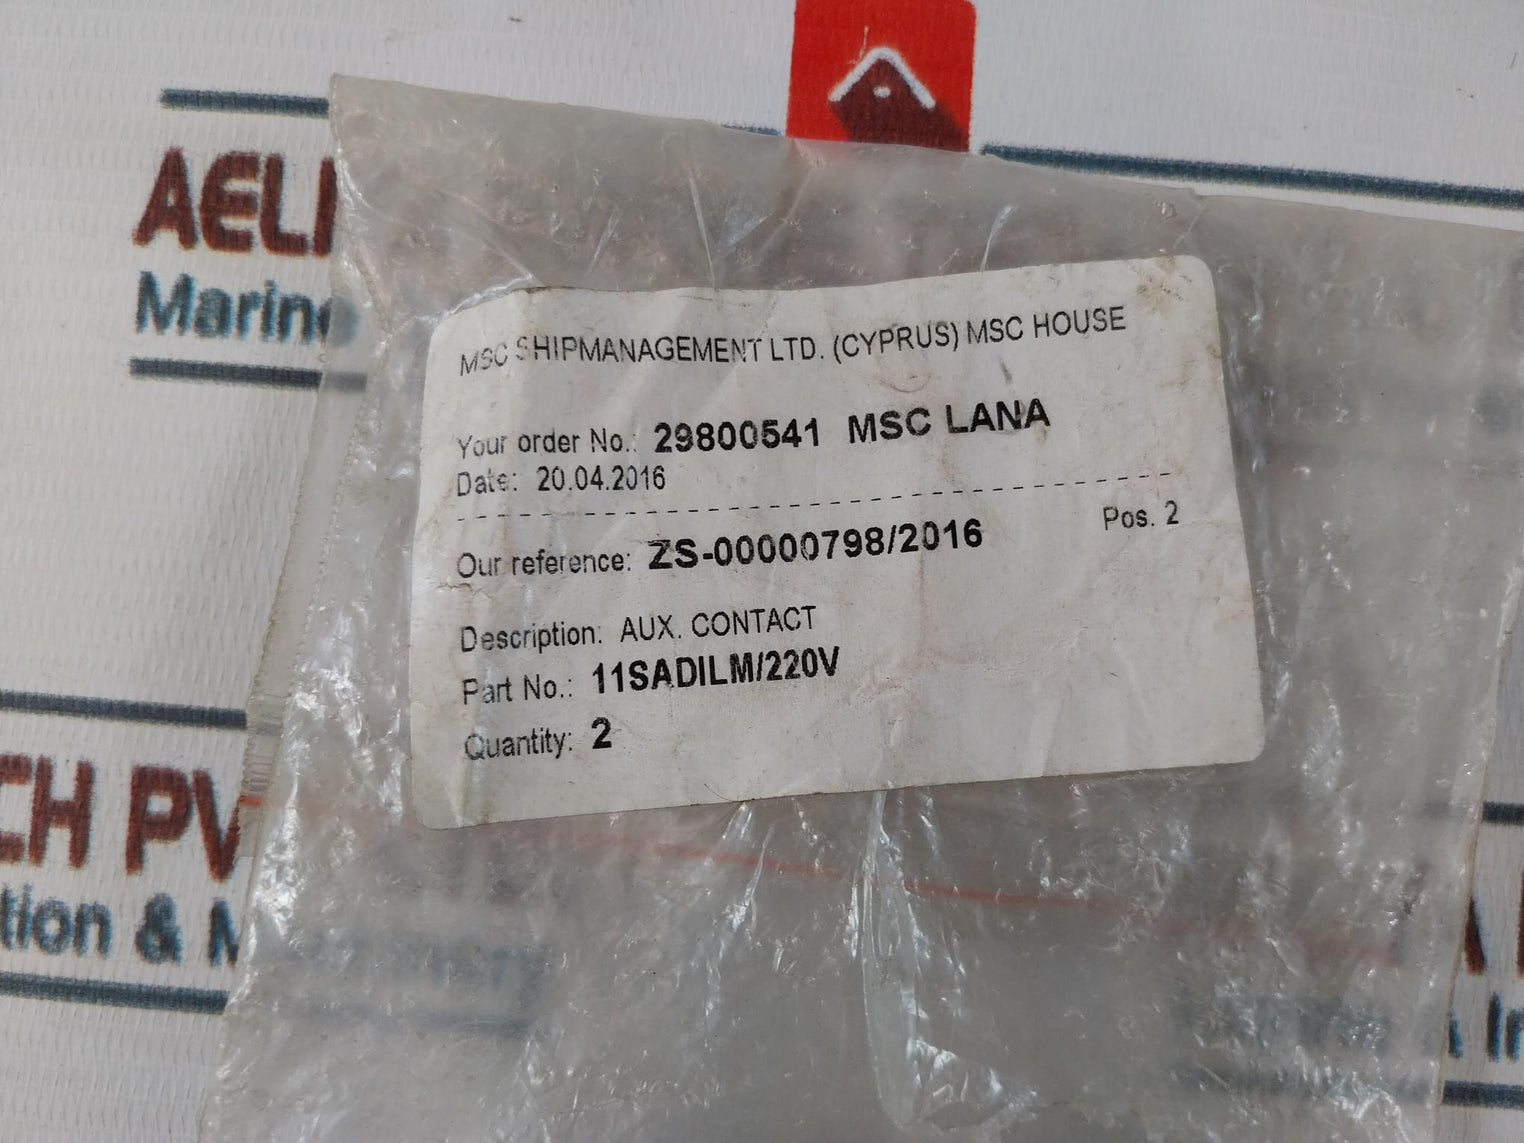 AELI
Marine
MSC SHIPMANAGEMENT LTD. (CYPRUS) MSC HOUSE
Your order No.: 29800541 MSC LANA
Date: 20.04.2016
Our reference: ZS-00000798/2016 Pos. 2
Description: AUX. CONTACT
Part No.: 11SADILM/220V
Quantity: 2
CH PV
tion & M